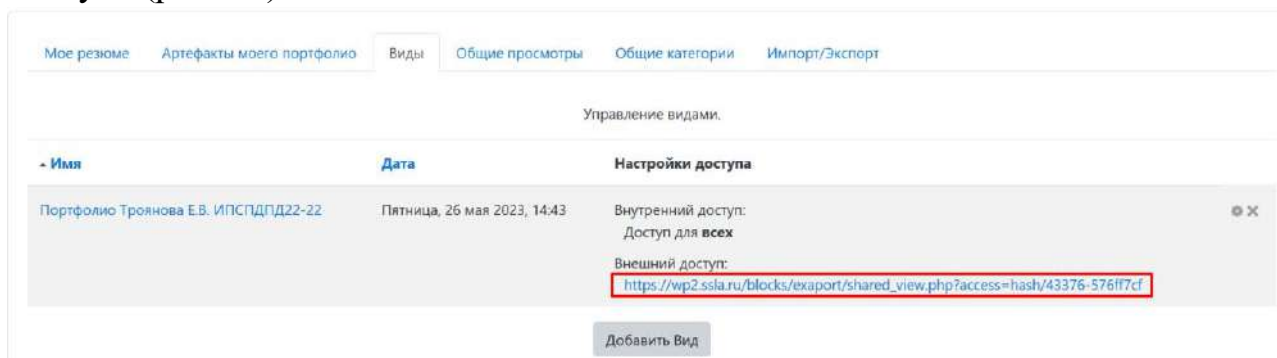 Мое резюме Артефакты моего портфолио Виды Общие просмотры Общие категории Импорт/Экспорт
Управление видами.
Имя Дата Настройки доступа
Портфолио Троянова Е.В. ИПСПДПД22-22 Пятница, 26 мая 2023, 14:43 Внутренний доступ:
Доступ для всех
Внешний доступ:
https://wp2.ssla.ru/blocks/exaport/shared_view.php?access=hash/43376-576ff7cf
Добавить Вид